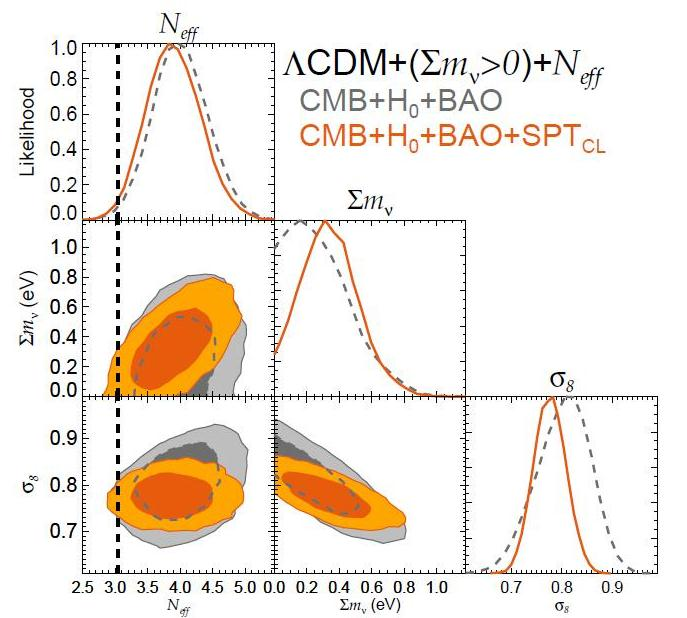 N_eff
ΛCDM+(Σm_ν>0)+N_eff
CMB+H_0+BAO
CMB+H_0+BAO+SPT_CL
Likelihood
1.0
0.8
0.6
0.4
0.2
0.0
Σm_ν
Σm_ν (eV)
1.0
0.8
0.6
0.4
0.2
0.0
σ_8
σ_8
0.9
0.8
0.7
2.5 3.0 3.5 4.0 4.5 5.0 0.0 0.2 0.4 0.6 0.8 1.0 0.7 0.8 0.9
N_eff Σm_ν (eV) σ_8